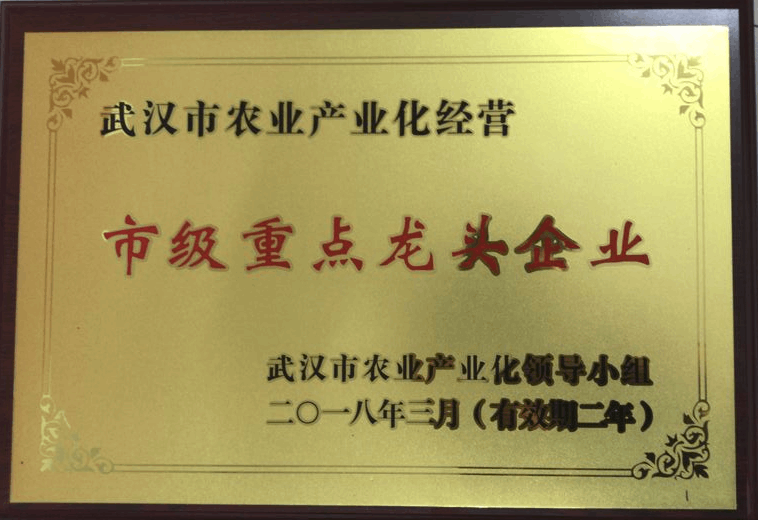 武汉市农业产业化经营
市级重点龙头企业
武汉市农业产业化领导小组
二〇一八年三月（有效期二年）